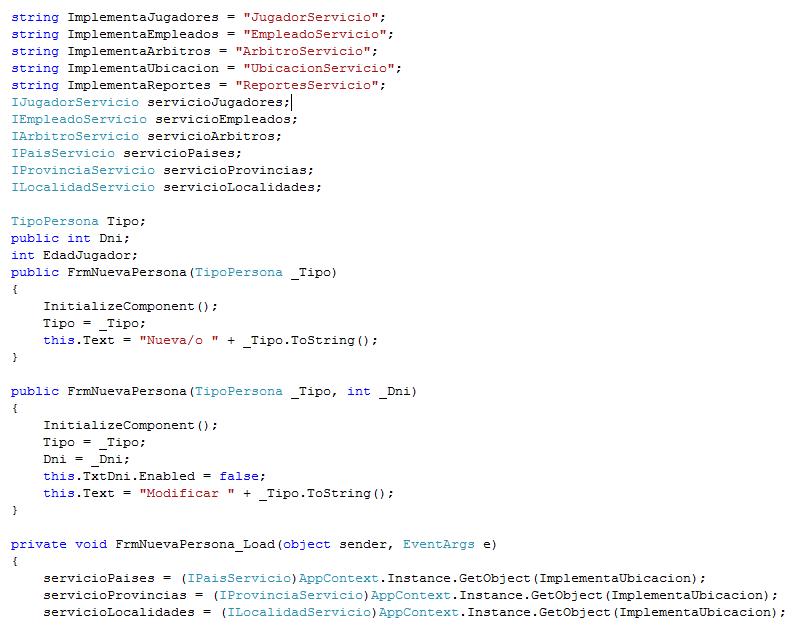 string ImplementaJugadores = "JugadorServicio";
string ImplementaEmpleados = "EmpleadoServicio";
string ImplementaArbitros = "ArbitroServicio";
string ImplementaUbicacion = "UbicacionServicio";
string ImplementaReportes = "ReportesServicio";
IJugadorServicio servicioJugadores;
IEmpleadoServicio servicioEmpleados;
IArbitroServicio servicioArbitros;
IPaisServicio servicioPaises;
IProvinciaServicio servicioProvincias;
ILocalidadServicio servicioLocalidades;

TipoPersona Tipo;
public int Dni;
int EdadJugador;
public FrmNuevaPersona(TipoPersona _Tipo)
{
    InitializeComponent();
    Tipo = _Tipo;
    this.Text = "Nueva/o " + _Tipo.ToString();
}

public FrmNuevaPersona(TipoPersona _Tipo, int _Dni)
{
    InitializeComponent();
    Tipo = _Tipo;
    Dni = _Dni;
    this.TxtDni.Enabled = false;
    this.Text = "Modificar " + _Tipo.ToString();
}

private void FrmNuevaPersona_Load(object sender, EventArgs e)
{
    servicioPaises = (IPaisServicio)AppContext.Instance.GetObject(ImplementaUbicacion);
    servicioProvincias = (IProvinciaServicio)AppContext.Instance.GetObject(ImplementaUbicacion);
    servicioLocalidades = (ILocalidadServicio)AppContext.Instance.GetObject(ImplementaUbicacion);